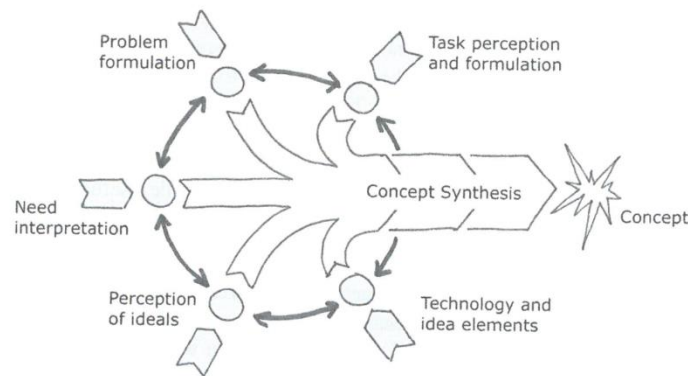 Problem
formulation
Task perception
and formulation
Need
interpretation
Concept Synthesis
Concept
Perception
of ideals
Technology and
idea elements